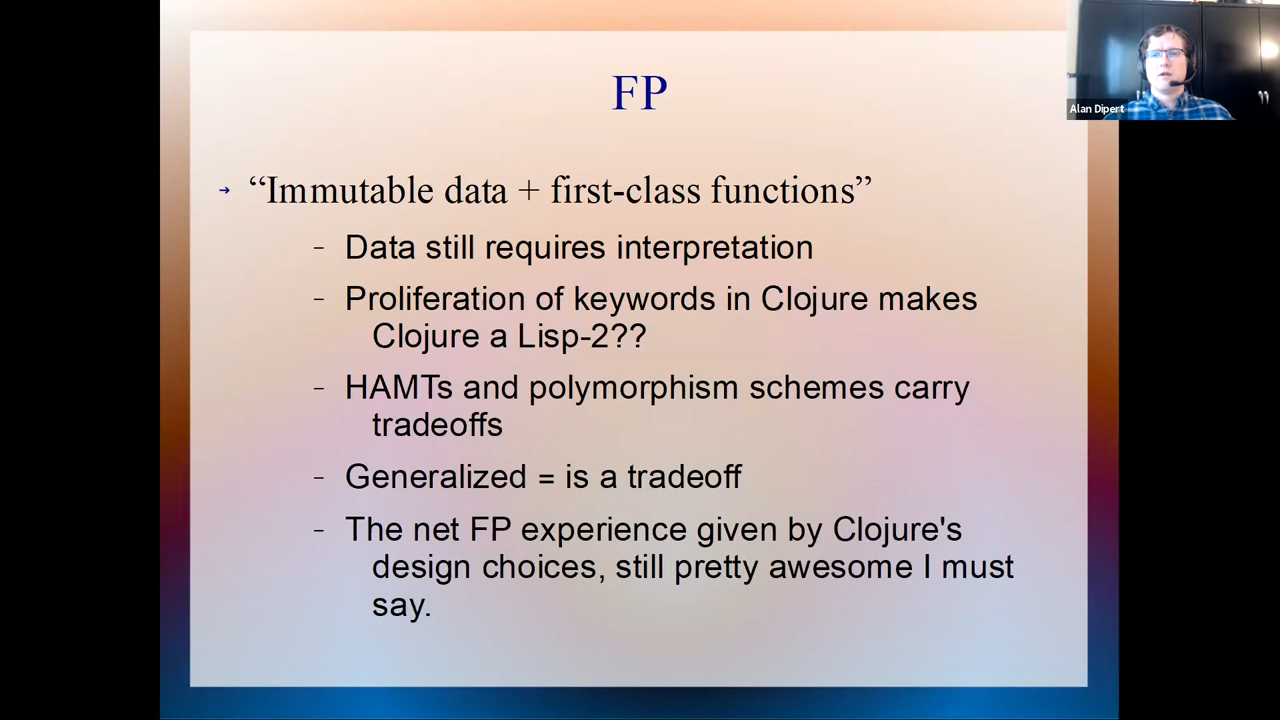 FP
→ “Immutable data + first-class functions”
– Data still requires interpretation
– Proliferation of keywords in Clojure makes
Clojure a Lisp-2??
– HAMTs and polymorphism schemes carry
tradeoffs
– Generalized = is a tradeoff
– The net FP experience given by Clojure's
design choices, still pretty awesome I must
say.
Alan Dipert